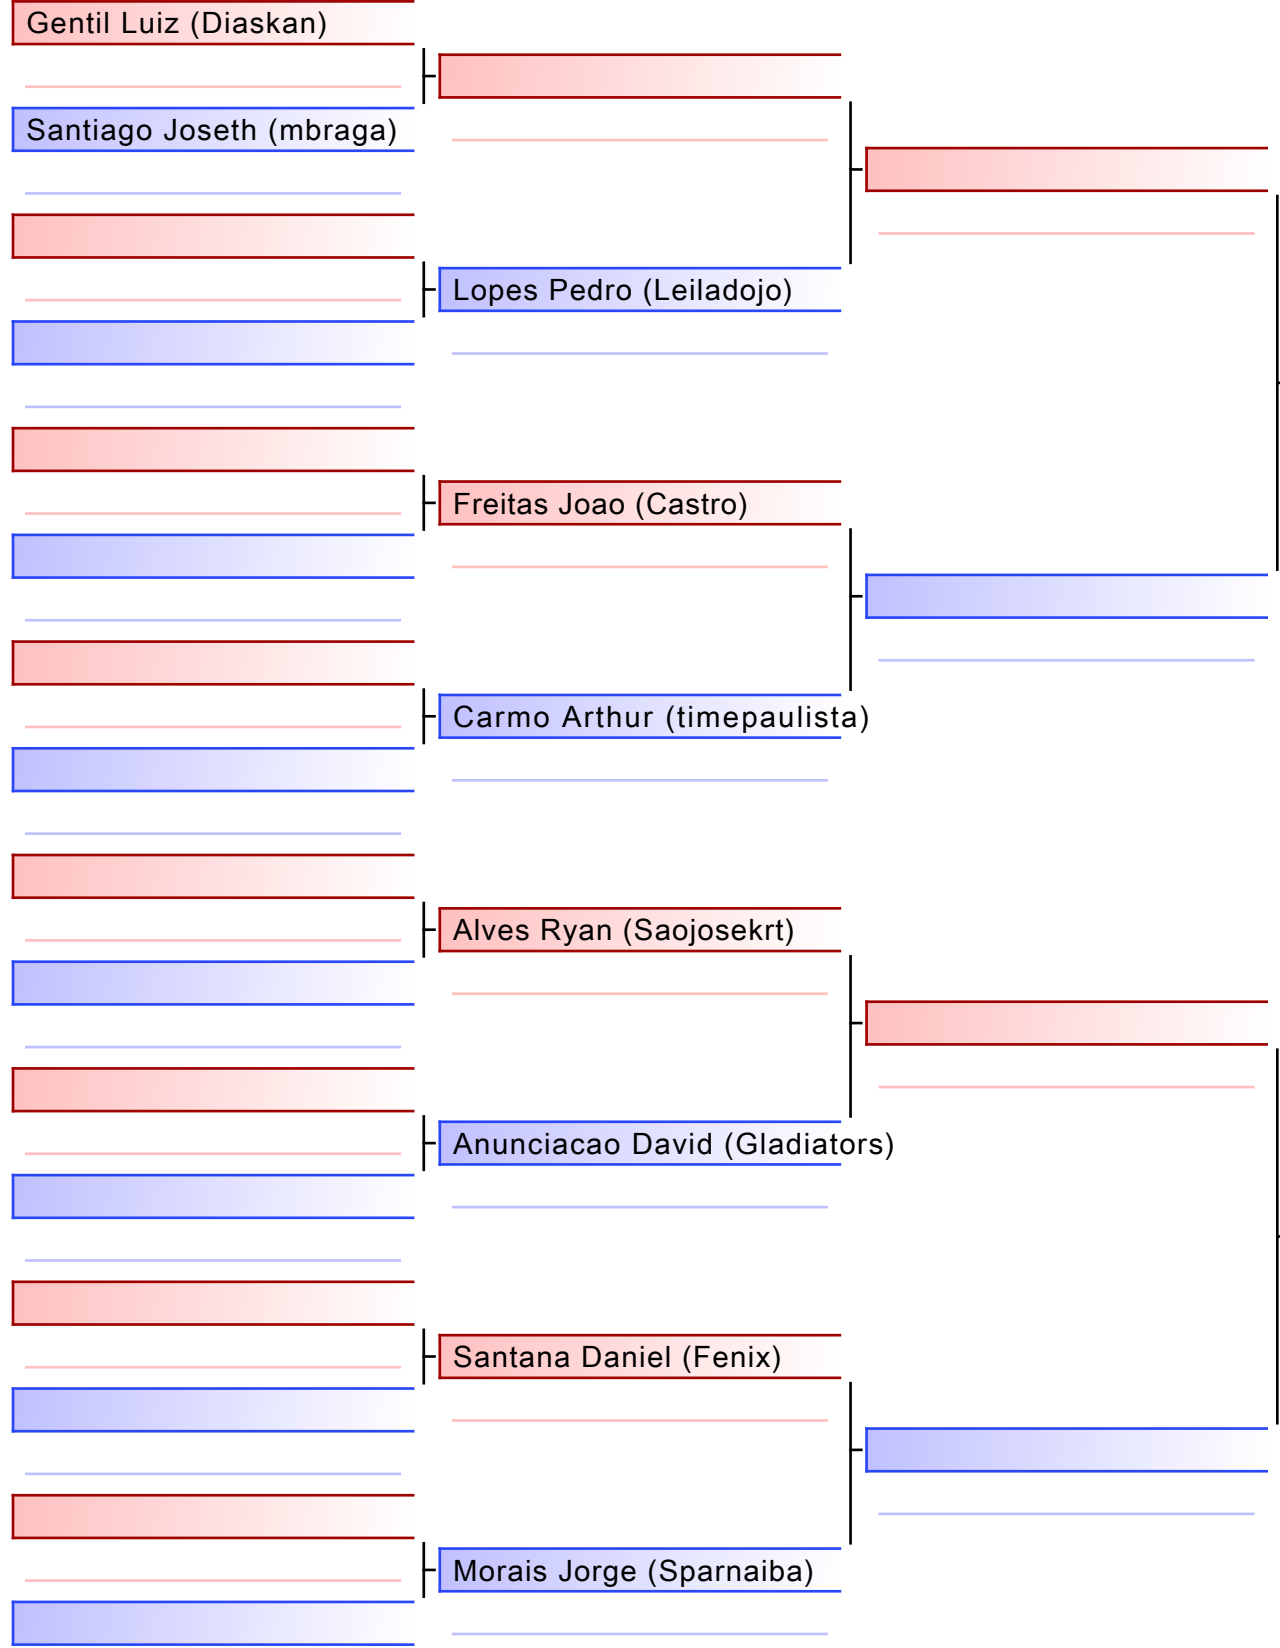 Gentil Luiz (Diaskan)
Santiago Joseth (mbraga)
Lopes Pedro (Leiladojo)
Freitas Joao (Castro)
Carmo Arthur (timepaulista)
Alves Ryan (Saojosekrt)
Anunciacao David (Gladiators)
Santana Daniel (Fenix)
Morais Jorge (Sparnaiba)